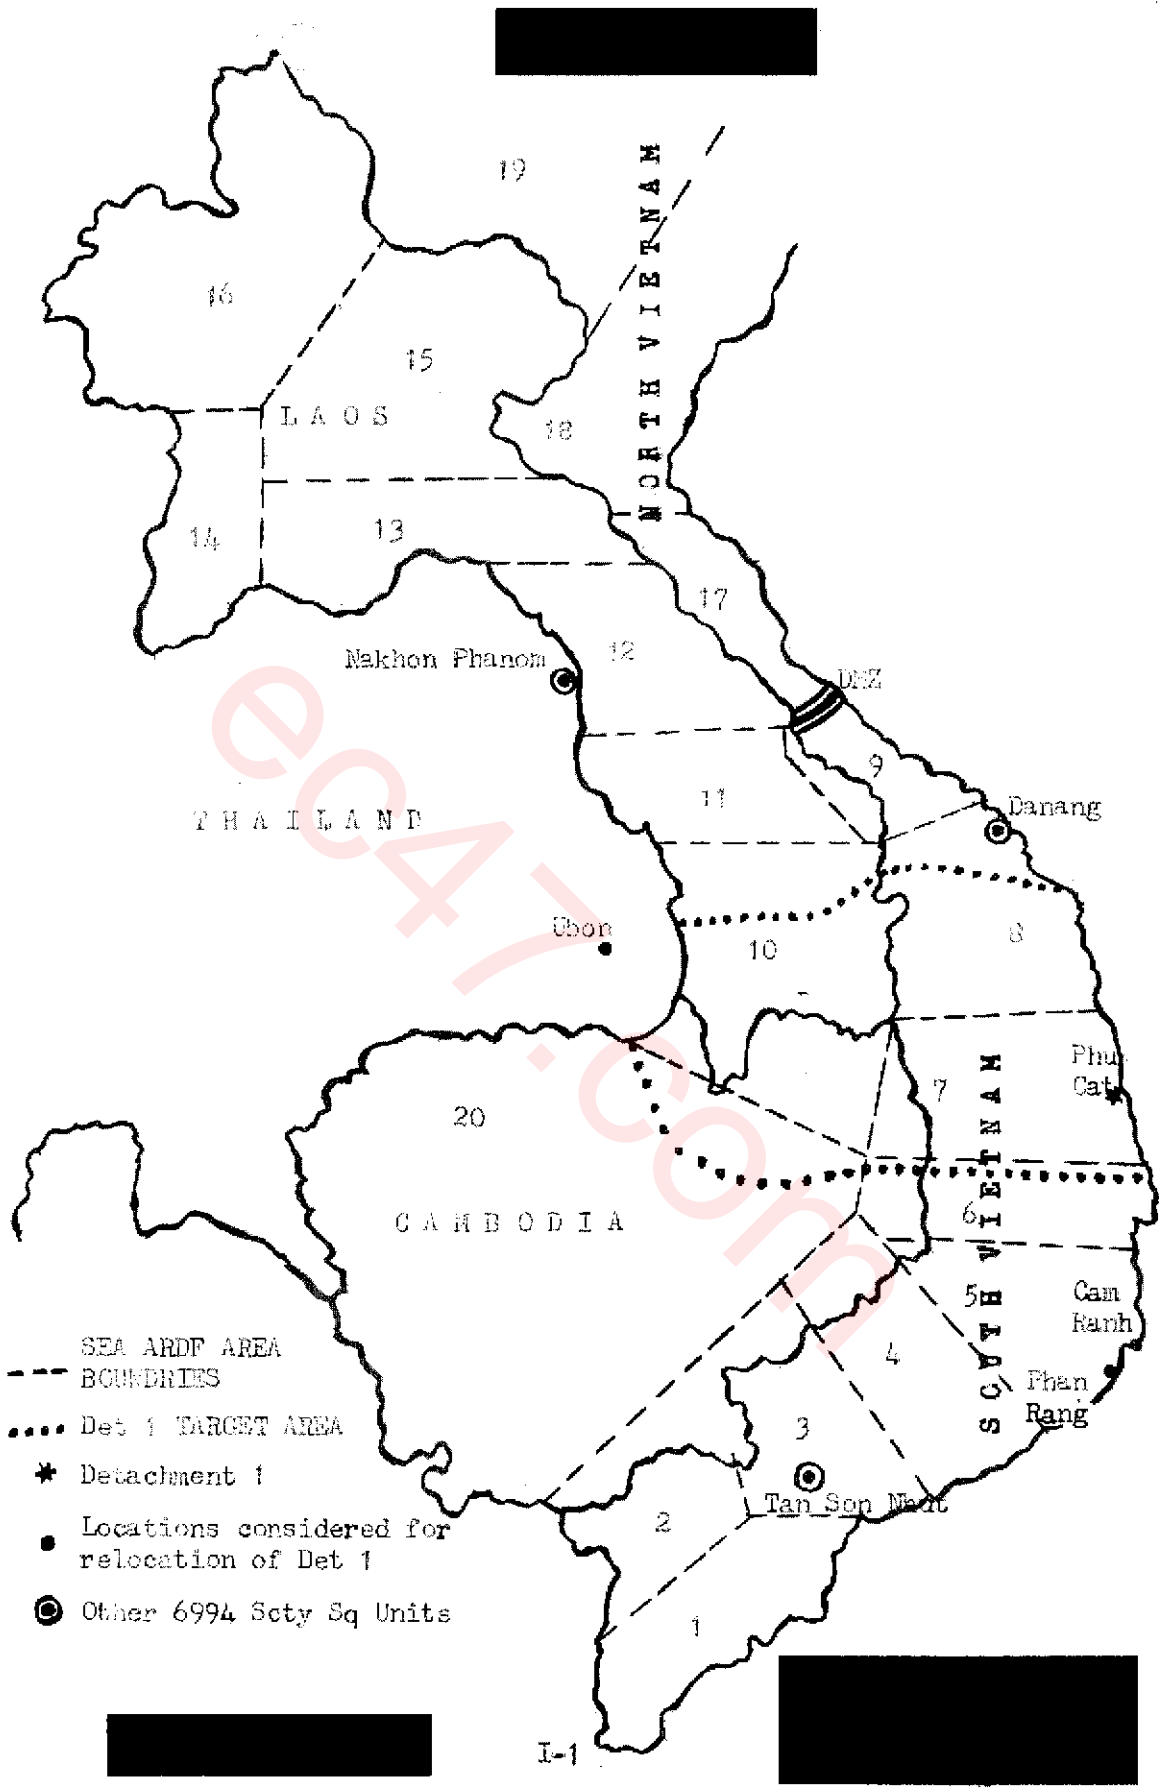 19
NORTH VIETNAM
16
15
LAOS
18
14
13
17
12
Nakhon Phanom
DMZ
9
11
THAILAND
Danang
Ubon
10
8
Phu
Cat
7
20
CAMBODIA
6
SOUTH VIETNAM
5
Cam
Ranh
4
Phan
Rang
3
Tan Son Nhut
2
1
SEA ARDF AREA
BOUNDRIES
Det 1 TARGET AREA
Detachment 1
Locations considered for
relocation of Det 1
Other 6994 Scty Sq Units
I-1
ec47.com